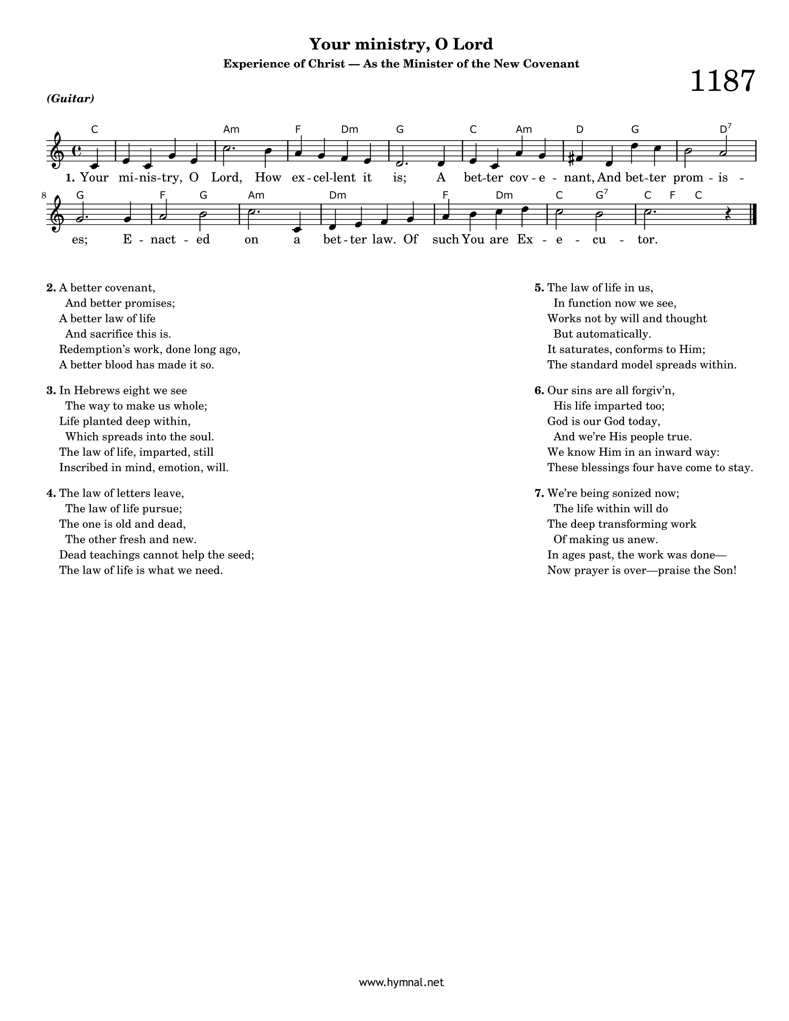 Your ministry, O Lord
Experience of Christ — As the Minister of the New Covenant
1187
(Guitar)
C Am F Dm G C Am D G D7
1. Your mi-nis-try, O Lord, How ex-cel-lent it is; A bet-ter cov-e-nant, And bet-ter prom-is-
8
G F G Am Dm F Dm C G7 C F C
es; E-nact-ed on a bet-ter law. Of such You are Ex-e-cu-tor.
2. A better covenant,
And better promises;
A better law of life
And sacrifice this is.
Redemption's work, done long ago,
A better blood has made it so.
3. In Hebrews eight we see
The way to make us whole;
Life planted deep within,
Which spreads into the soul.
The law of life, imparted, still
Inscribed in mind, emotion, will.
4. The law of letters leave,
The law of life pursue;
The one is old and dead,
The other fresh and new.
Dead teachings cannot help the seed;
The law of life is what we need.
5. The law of life in us,
In function now we see,
Works not by will and thought
But automatically.
It saturates, conforms to Him;
The standard model spreads within.
6. Our sins are all forgiv'n,
His life imparted too;
God is our God today,
And we're His people true.
We know Him in an inward way:
These blessings four have come to stay.
7. We're being sonized now;
The life within will do
The deep transforming work
Of making us anew.
In ages past, the work was done—
Now prayer is over—praise the Son!
www.hymnal.net